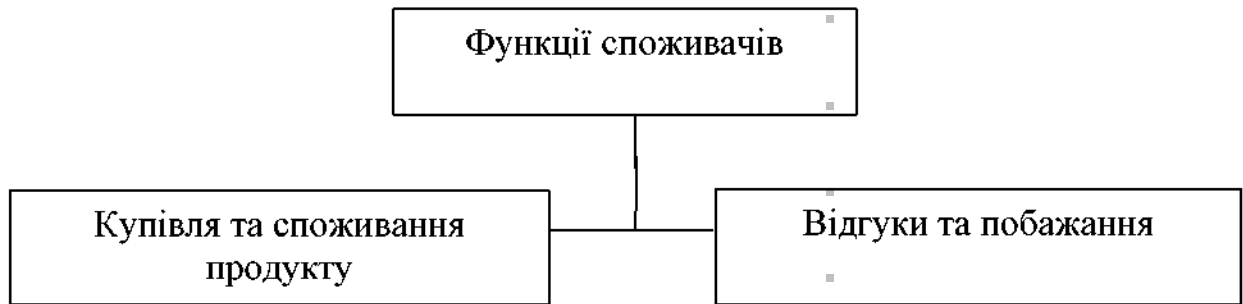 Функції споживачів
Купівля та споживання
продукту
Відгуки та побажання